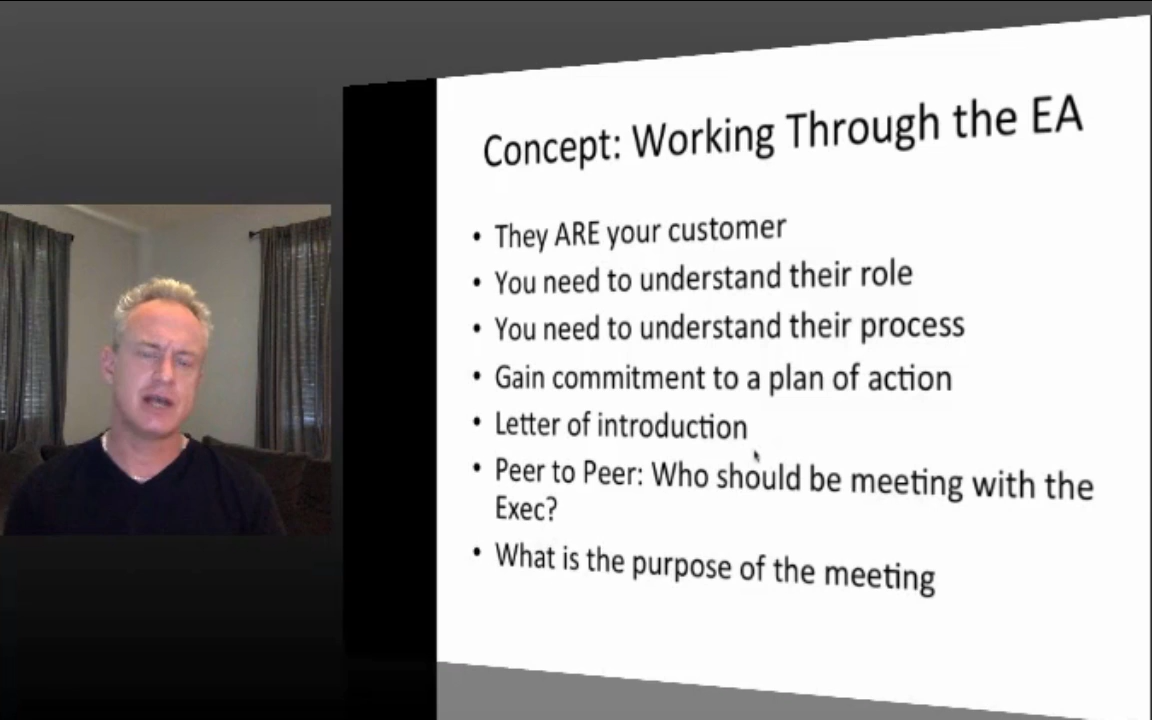 Concept: Working Through the EA
• They ARE your customer
• You need to understand their role
• You need to understand their process
• Gain commitment to a plan of action
• Letter of introduction
• Peer to Peer: Who should be meeting with the
Exec?
• What is the purpose of the meeting